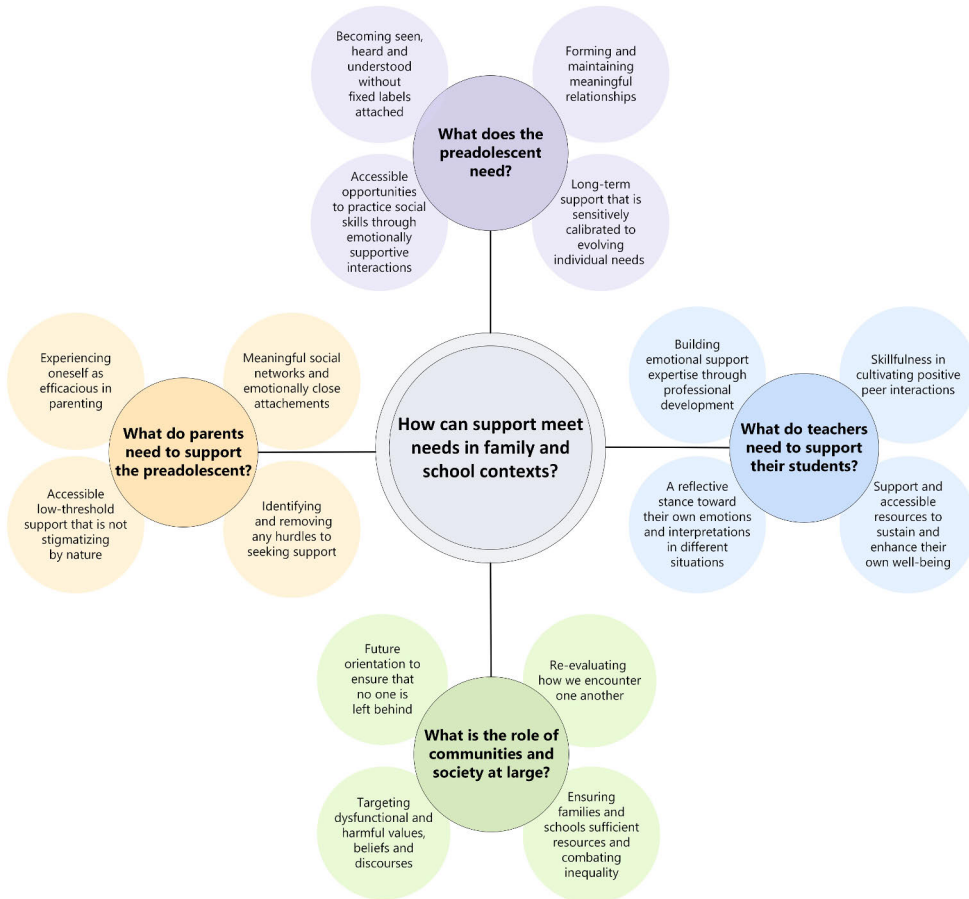 Becoming seen,
heard and
understood
without
fixed labels
attached
Forming and
maintaining
meaningful
relationships
What does the
preadolescent
need?
Accessible
opportunities
to practice social
skills through
emotionally
supportive
interactions
Long-term
support that is
sensitively
calibrated to
evolving
individual needs
Experiencing
oneself as
efficacious in
parenting
Meaningful social
networks and
emotionally close
attachements
What do parents
need to support
the preadolescent?
Accessible
low-threshold
support that is not
stigmatizing
by nature
Identifying
and removing
any hurdles to
seeking support
How can support meet
needs in family and
school contexts?
Building
emotional support
expertise through
professional
development
Skillfulness in
cultivating positive
peer interactions
What do teachers
need to support
their students?
A reflective
stance toward
their own emotions
and interpretations
in different
situations
Support and
accessible
resources to
sustain and
enhance their
own well-being
Future
orientation to
ensure that
no one is
left behind
Re-evaluating
how we encounter
one another
What is the role of
communities and
society at large?
Targeting
dysfunctional and
harmful values,
beliefs and
discourses
Ensuring
families and
schools sufficient
resources and
combating
inequality